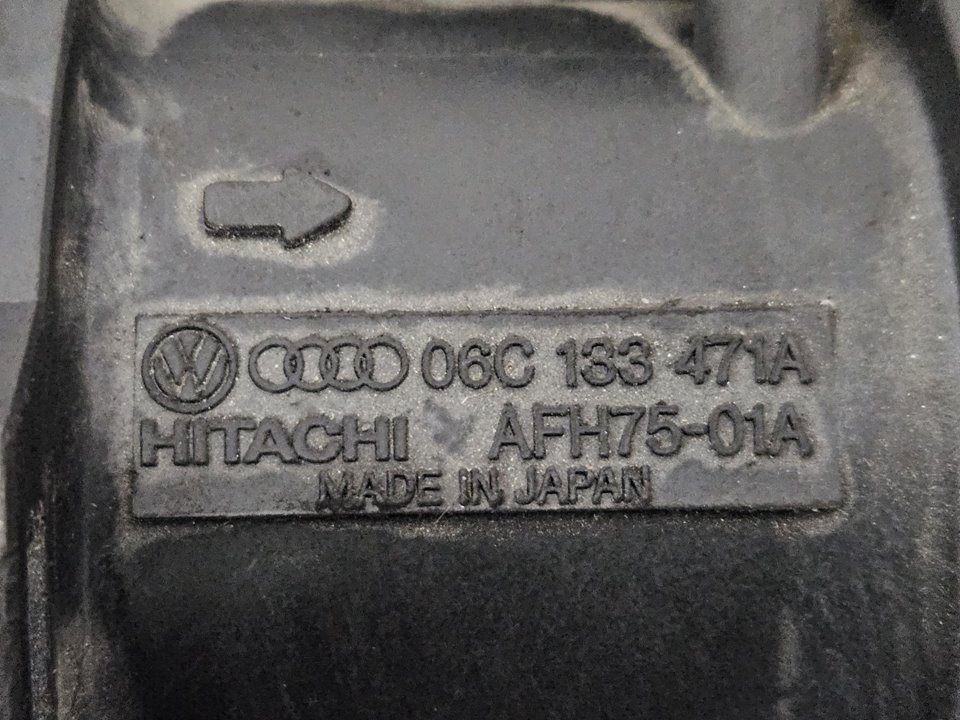 06C 133 471A
HITACHI AFH75-01A
MADE IN JAPAN